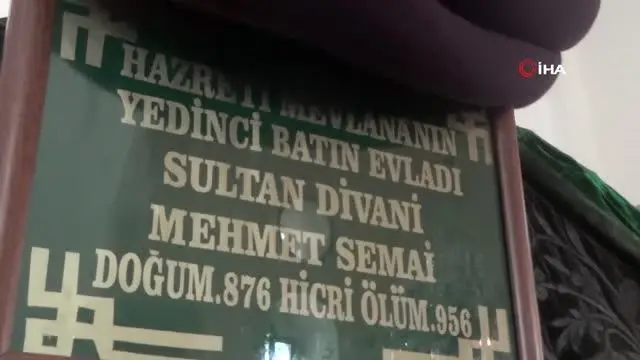 İHA
HAZRETİ MEVLANANIN
YEDİNCİ BATIN EVLADI
SULTAN DİVANİ
MEHMET SEMAİ
DOĞUM.876 HİCRİ ÖLÜM.956